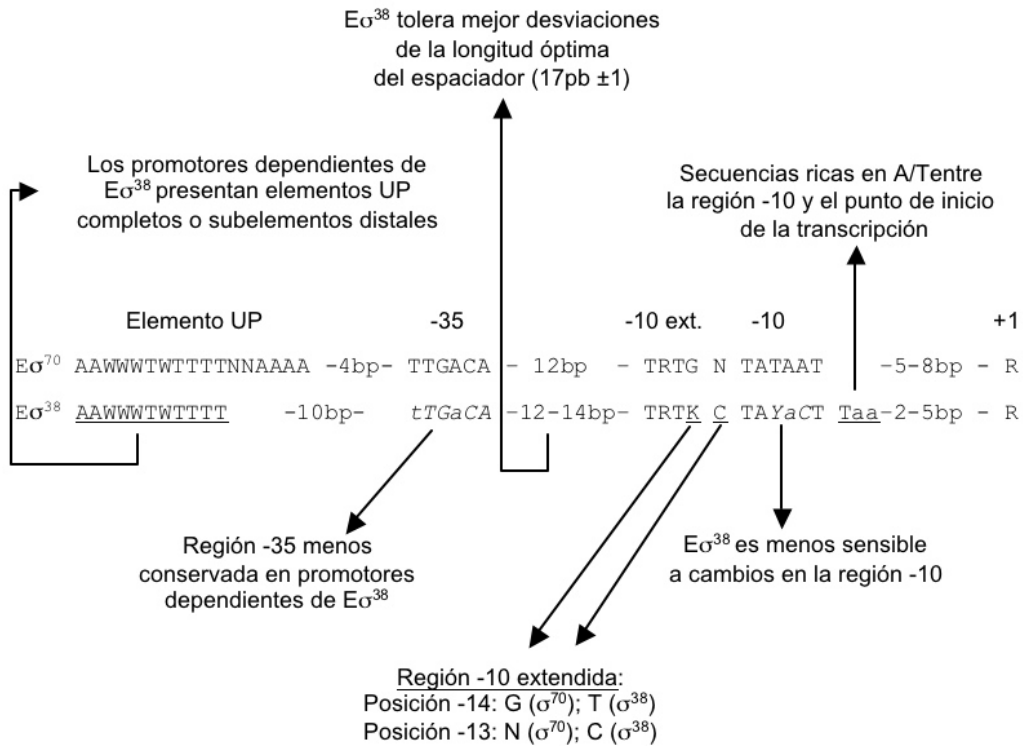 Eσ³⁸ tolera mejor desviaciones
de la longitud óptima
del espaciador (17pb ±1)
Los promotores dependientes de
Eσ³⁸ presentan elementos UP
completos o subelementos distales
Secuencias ricas en A/Tentre
la región -10 y el punto de inicio
de la transcripción
Elemento UP -35 -10 ext. -10 +1
Eσ⁷⁰ AAWWWTWTTTTNNAAAA -4bp- TTGACA - 12bp - TRTG N TATAAT -5-8bp - R
Eσ³⁸ AAWWWTWTTTT -10bp- tTGaCA -12-14bp- TRTK C TAYaCT Taa-2-5bp - R
Región -35 menos
conservada en promotores
dependientes de Eσ³⁸
Eσ³⁸ es menos sensible
a cambios en la región -10
Región -10 extendida:
Posición -14: G (σ⁷⁰); T (σ³⁸)
Posición -13: N (σ⁷⁰); C (σ³⁸)